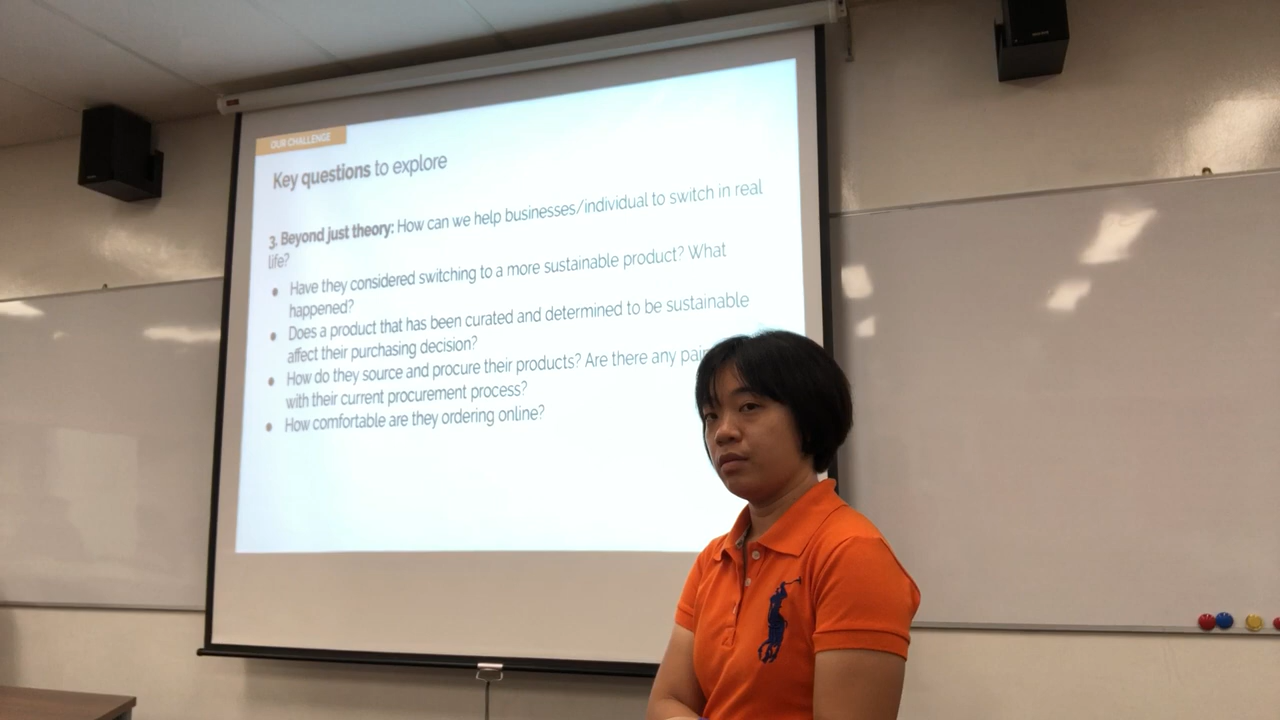 OUR CHALLENGE
Key questions to explore
3. Beyond just theory: How can we help businesses/individual to switch in real
life?
● Have they considered switching to a more sustainable product? What
happened?
● Does a product that has been curated and determined to be sustainable
affect their purchasing decision?
● How do they source and procure their products? Are there any
with their current procurement process?
● How comfortable are they ordering online?